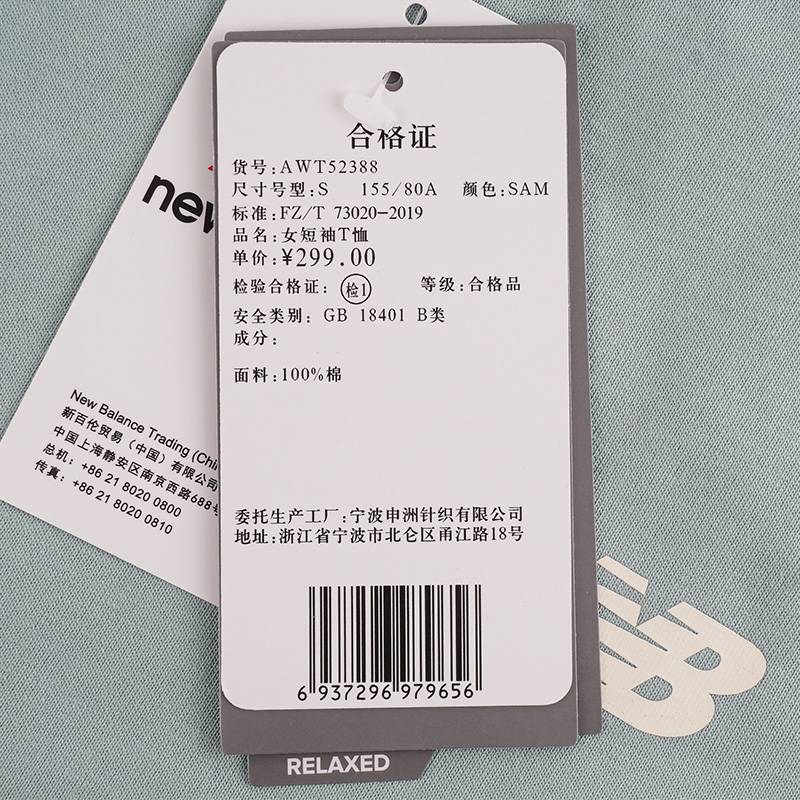 合格证
货号:AWT52388
尺寸号型:S 155/80A 颜色:SAM
标准:FZ/T 73020-2019
品名:女短袖T恤
单价:¥299.00
检验合格证: 检1 等级:合格品
安全类别: GB 18401 B类
成分:
面料:100%棉
委托生产工厂:宁波申洲针织有限公司
地址:浙江省宁波市北仑区甬江路18号
6 937296 979656
new
New Balance Trading (Chi
新百伦贸易（中国）有限公司
中国上海静安区南京西路688号
总机: +86 21 8020 0800
传真: +86 21 8020 0810
RELAXED
NB